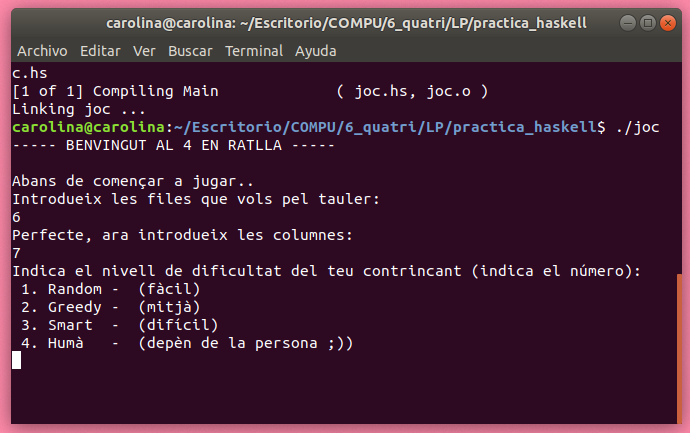 carolina@carolina: ~/Escritorio/COMPU/6_quatri/LP/practica_haskell
Archivo Editar Ver Buscar Terminal Ayuda
c.hs
[1 of 1] Compiling Main             ( joc.hs, joc.o )
Linking joc ...
carolina@carolina:~/Escritorio/COMPU/6_quatri/LP/practica_haskell$ ./joc
----- BENVINGUT AL 4 EN RATLLA -----
Abans de començar a jugar..
Introdueix les files que vols pel tauler:
6
Perfecte, ara introdueix les columnes:
7
Indica el nivell de dificultat del teu contrincant (indica el número):
 1. Random -  (fàcil)
 2. Greedy -  (mitjà)
 3. Smart  -  (difícil)
 4. Humà   -  (depèn de la persona ;))